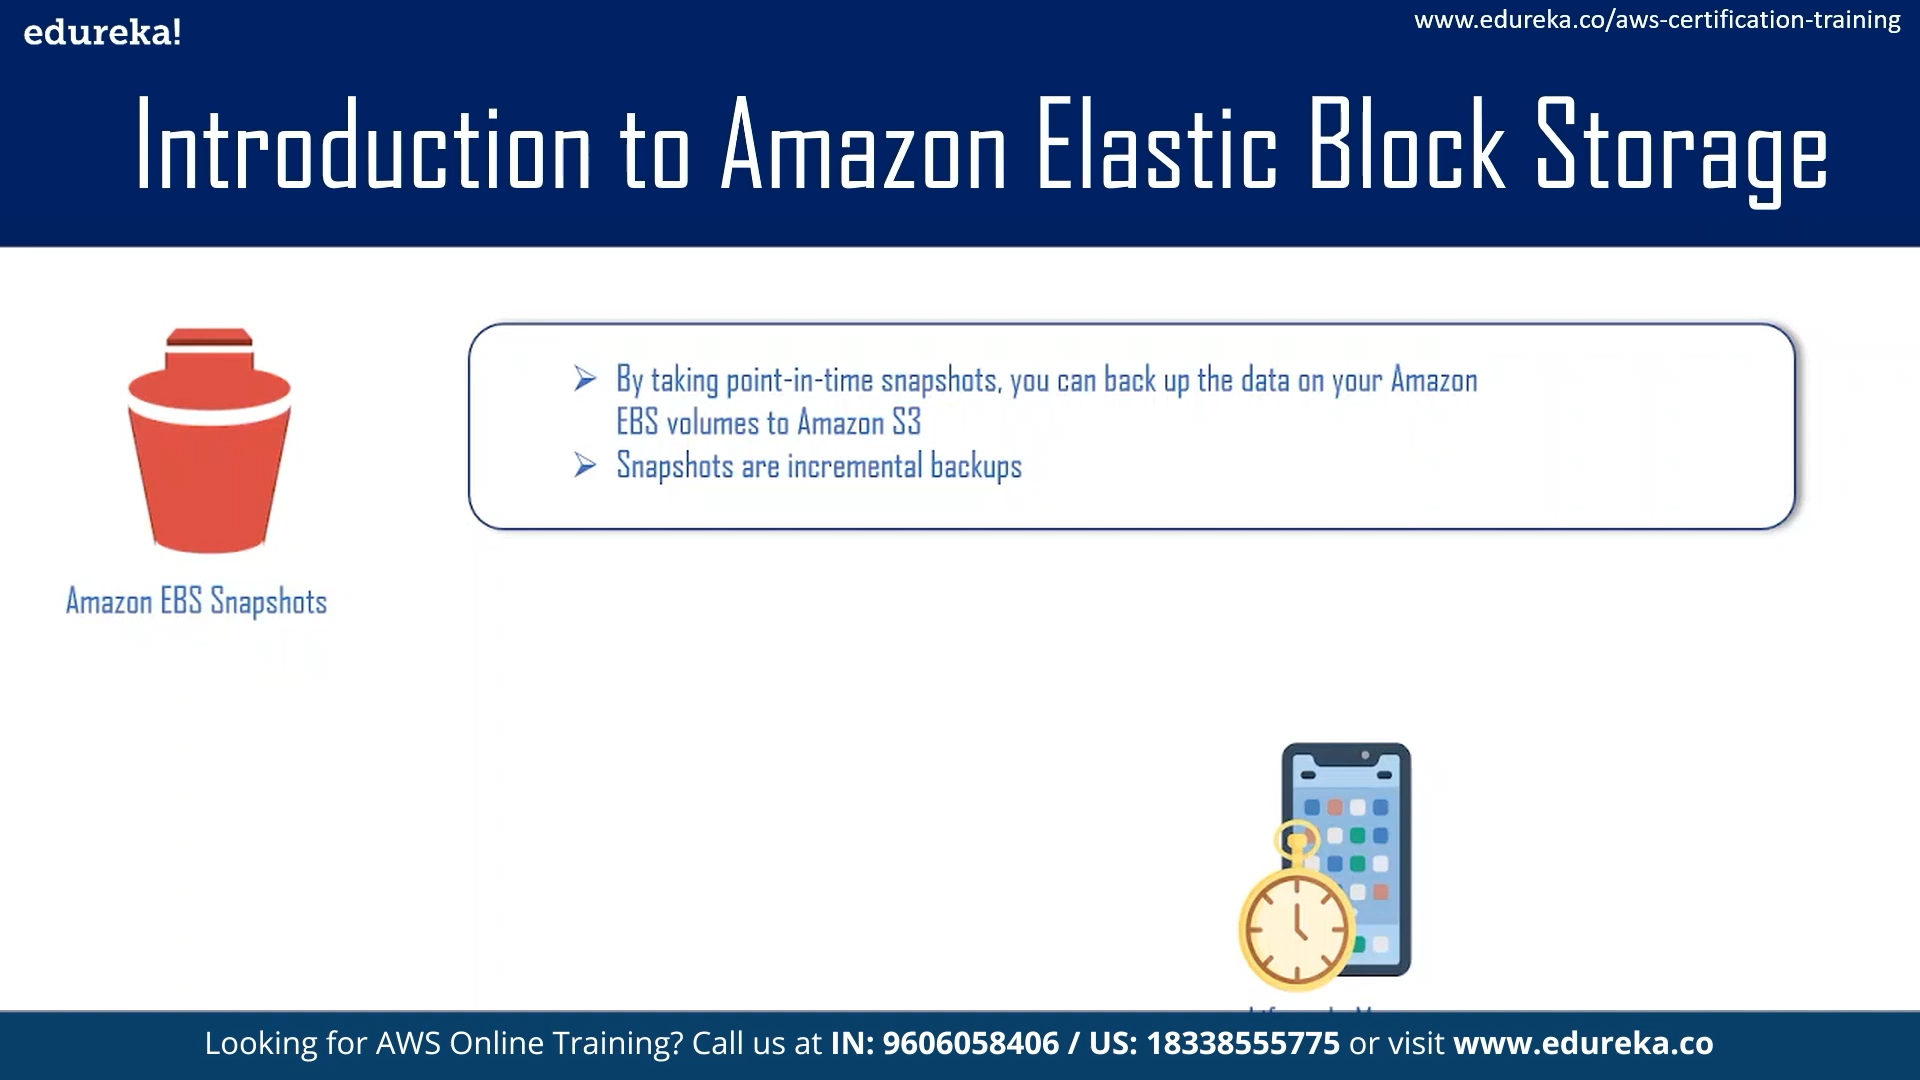 edureka!
www.edureka.co/aws-certification-training
Introduction to Amazon Elastic Block Storage
By taking point-in-time snapshots, you can back up the data on your Amazon
EBS volumes to Amazon S3
Snapshots are incremental backups
Amazon EBS Snapshots
Looking for AWS Online Training? Call us at IN: 9606058406 / US: 18338555775 or visit www.edureka.co